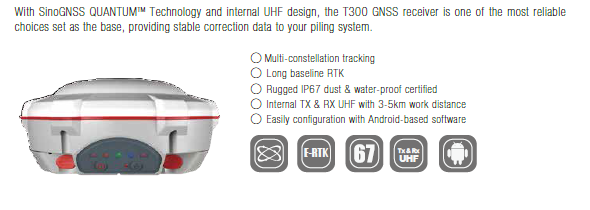 With SinoGNSS QUANTUM™ Technology and internal UHF design, the T300 GNSS receiver is one of the most reliable
choices set as the base, providing stable correction data to your piling system.
Multi-constellation tracking
Long baseline RTK
Rugged IP67 dust & water-proof certified
Internal TX & RX UHF with 3-5km work distance
Easily configuration with Android-based software
E-RTK
67
Tx & Rx
UHF